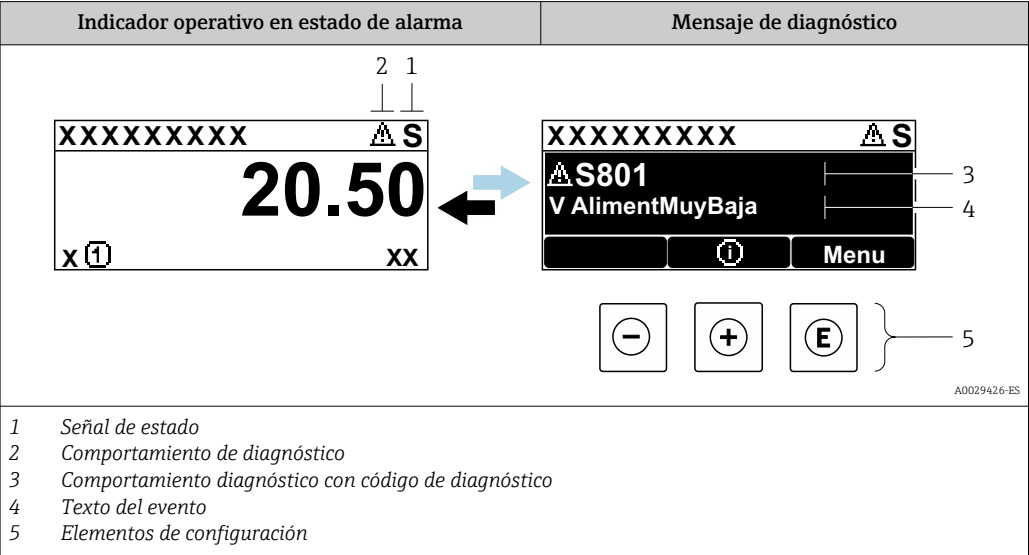 Indicador operativo en estado de alarma
Mensaje de diagnóstico
2 1
XXXXXXXXX S
20.50
x 1 xx
XXXXXXXXX S
S801
V AlimentMuyBaja
i Menu
3
4
E
5
A0029426-ES
1 Señal de estado
2 Comportamiento de diagnóstico
3 Comportamiento diagnóstico con código de diagnóstico
4 Texto del evento
5 Elementos de configuración